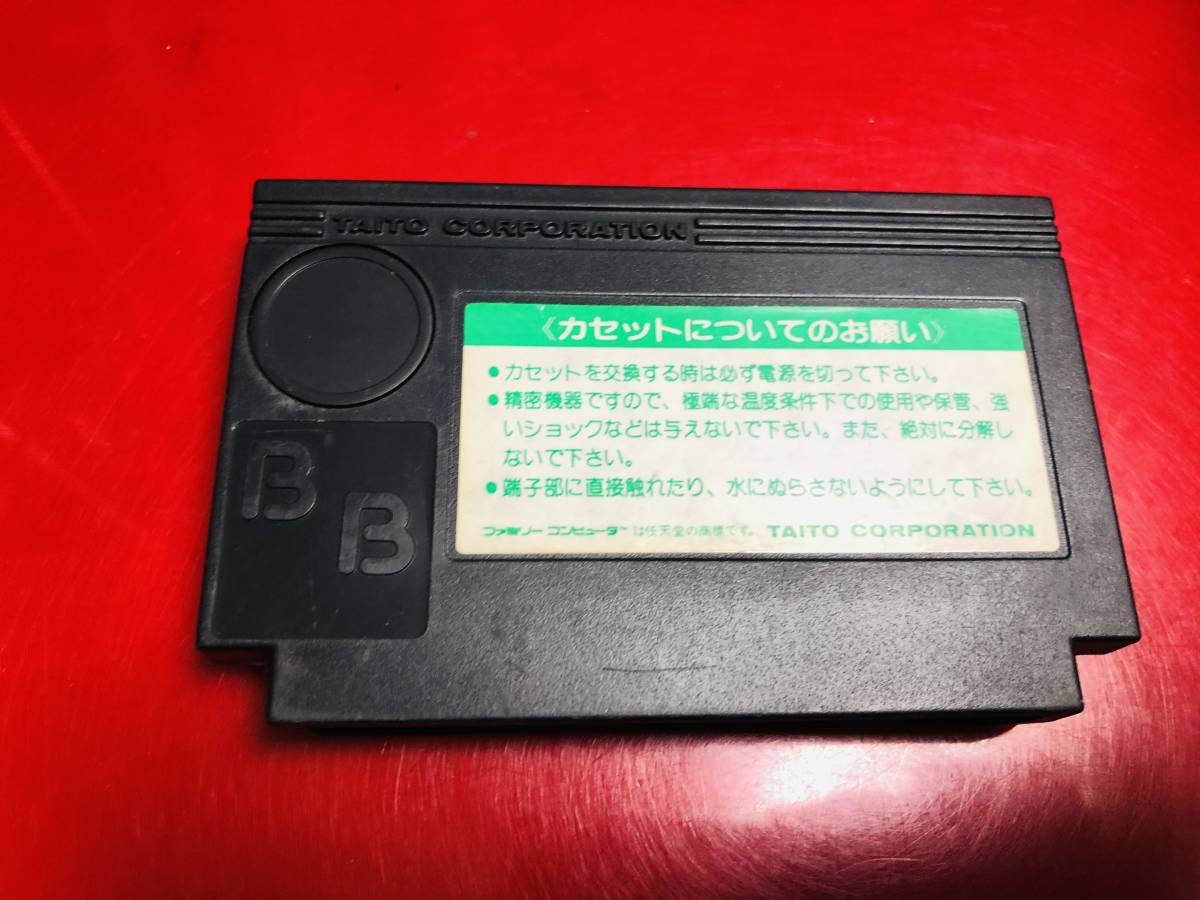 TAITO CORPORATION
《カセットについてのお願い》
●カセットを交換する時は必ず電源を切って下さい。
●精密機器ですので、極端な温度条件下での使用や保管、強
いショックなどは与えないで下さい。また、絶対に分解し
ないで下さい。
●端子部に直接触れたり、水にぬらさないようにして下さい。
ファミリーコンピュータ™は任天堂の商標です。 TAITO CORPORATION
B
B